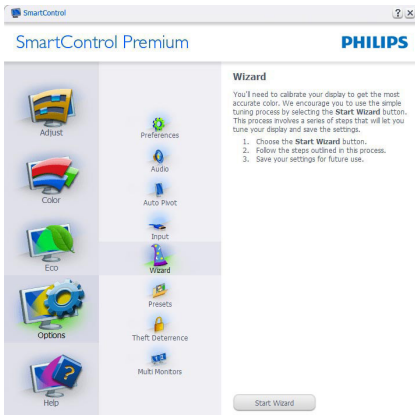 SmartControl
SmartControl Premium
PHILIPS
Adjust
Color
Eco
Options
Help
Preferences
Audio
Auto Pivot
Input
Wizard
Presets
Theft Deterrence
Multi Monitors
Wizard
You'll need to calibrate your display to get the most
accurate color. We encourage you to use the simple
tuning process by selecting the Start Wizard button.
This process involves a series of steps that will let you
tune your display and save the settings.
1. Choose the Start Wizard button.
2. Follow the steps outlined in this process.
3. Save your settings for future use.
Start Wizard